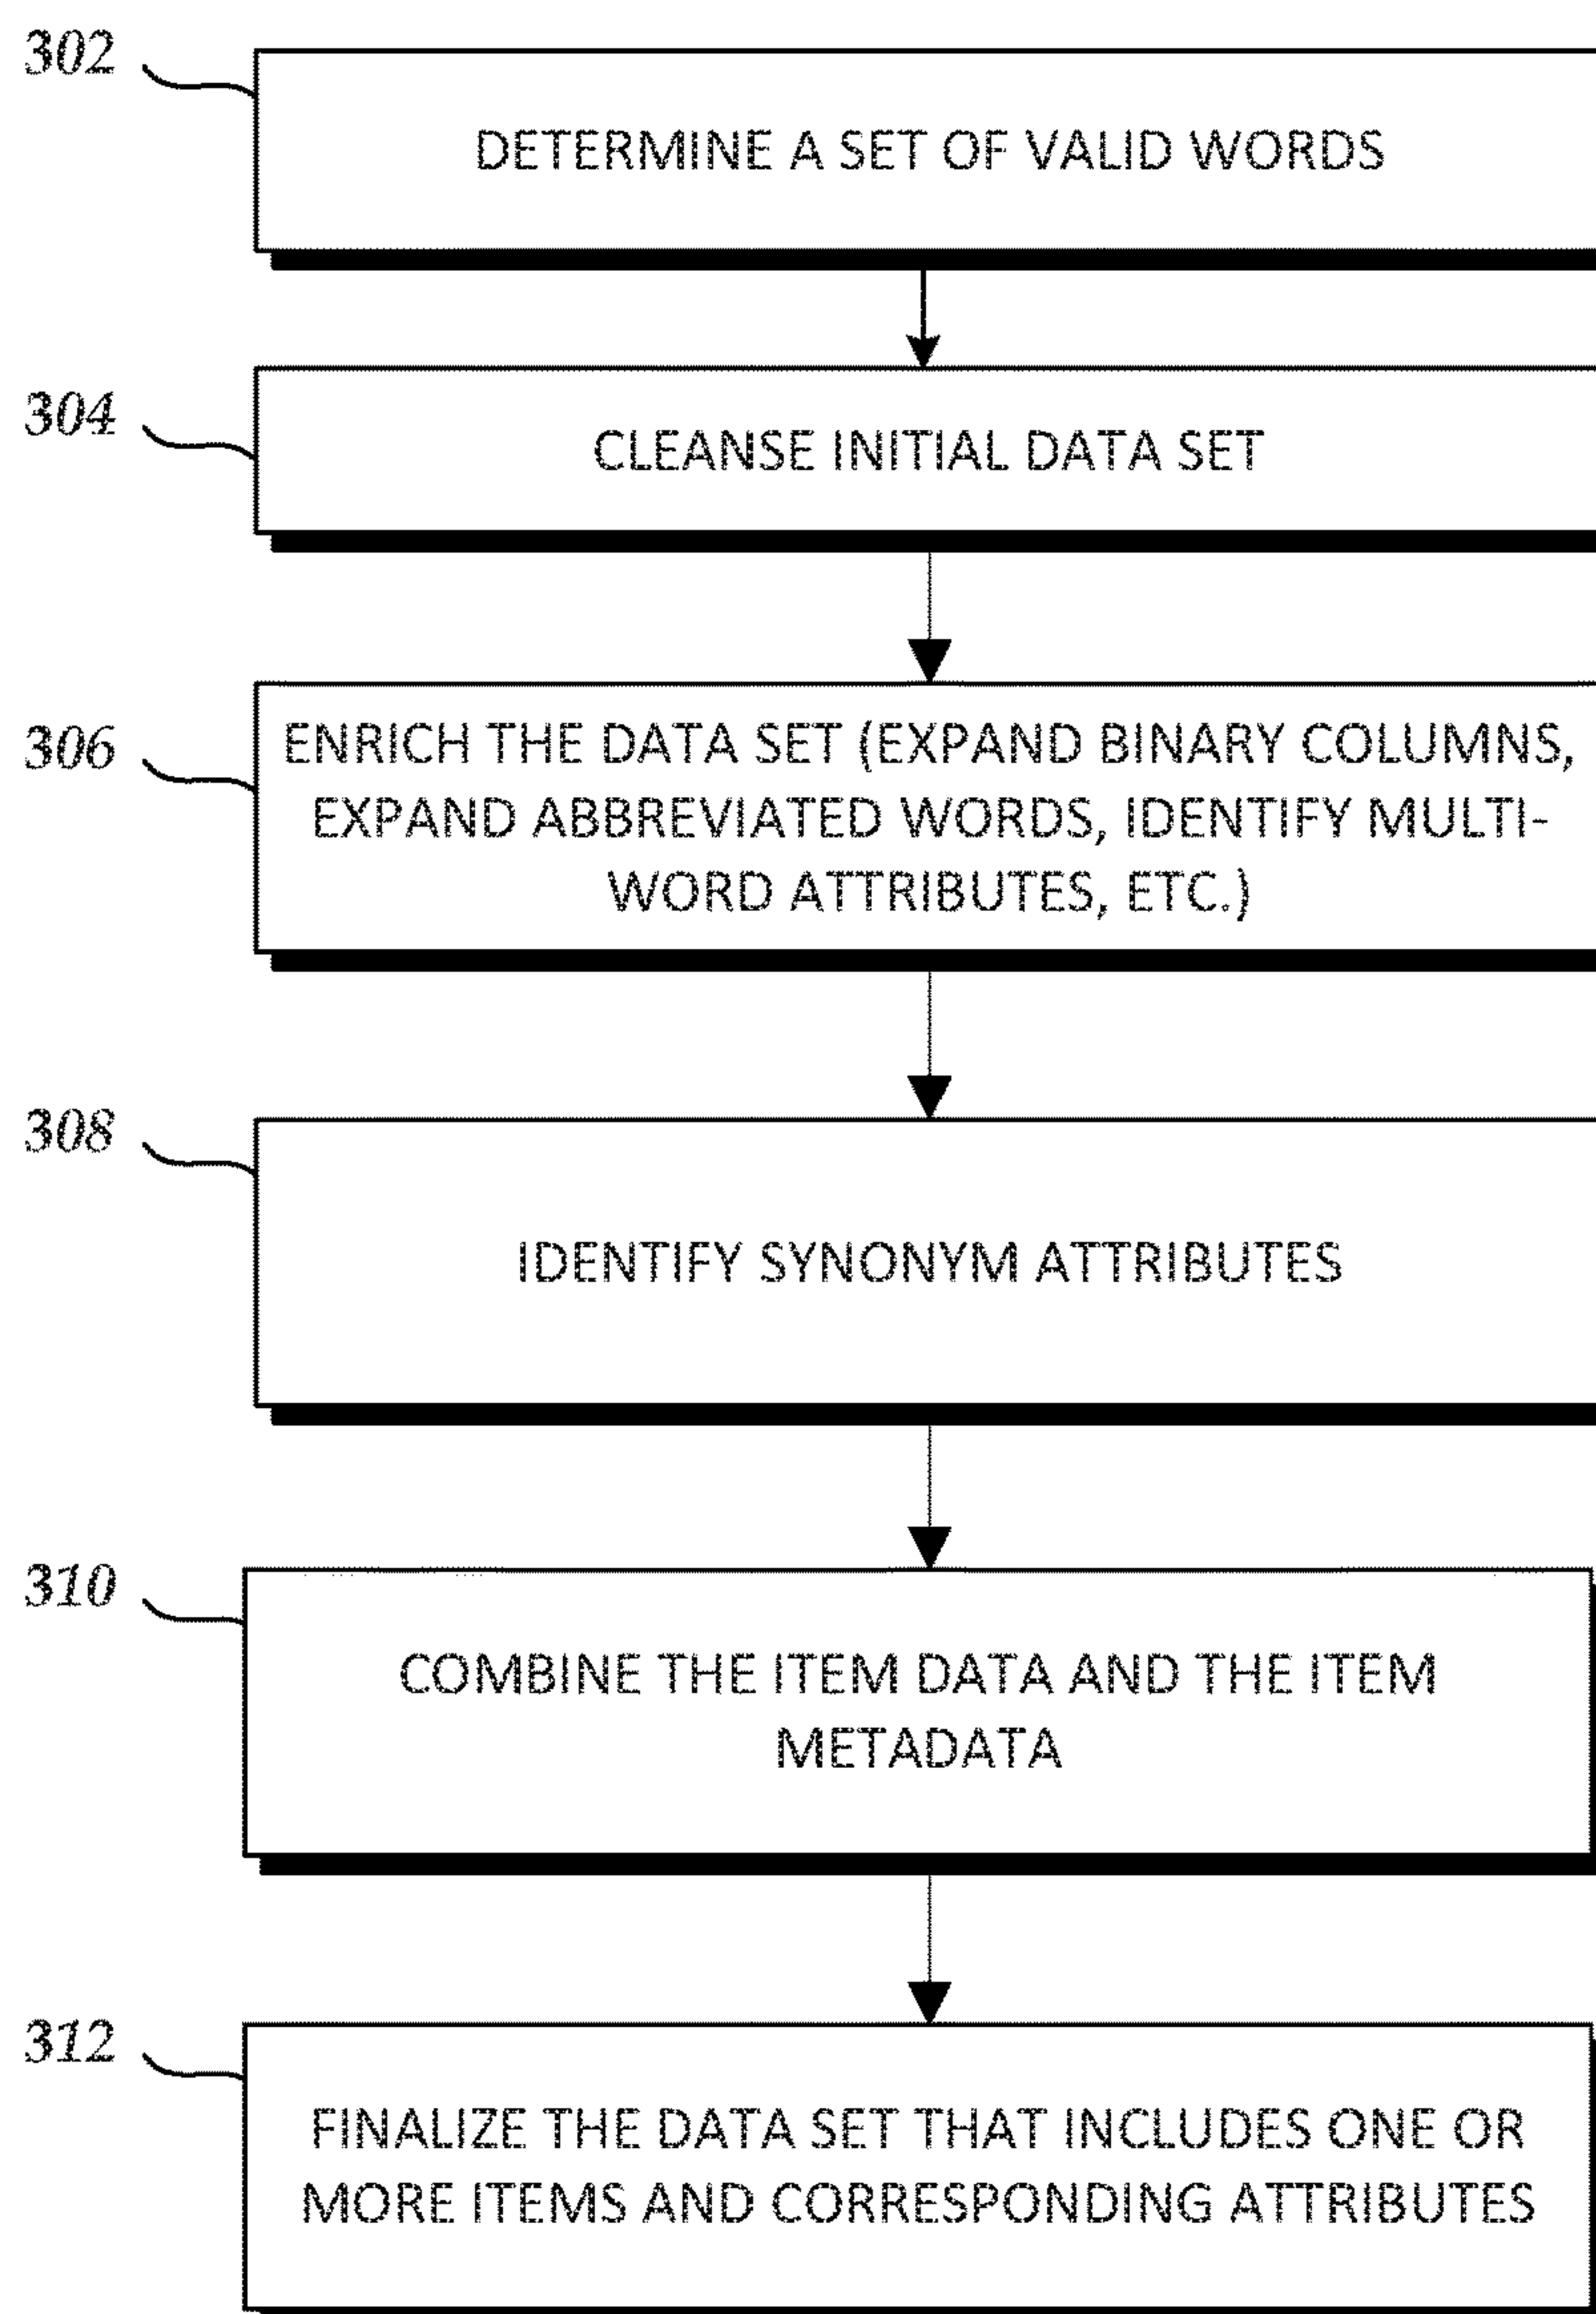 302
DETERMINE A SET OF VALID WORDS
304
CLEANSE INITIAL DATA SET
306
ENRICH THE DATA SET (EXPAND BINARY COLUMNS,
EXPAND ABBREVIATED WORDS, IDENTIFY MULTI-
WORD ATTRIBUTES, ETC.)
308
IDENTIFY SYNONYM ATTRIBUTES
310
COMBINE THE ITEM DATA AND THE ITEM
METADATA
312
FINALIZE THE DATA SET THAT INCLUDES ONE OR
MORE ITEMS AND CORRESPONDING ATTRIBUTES